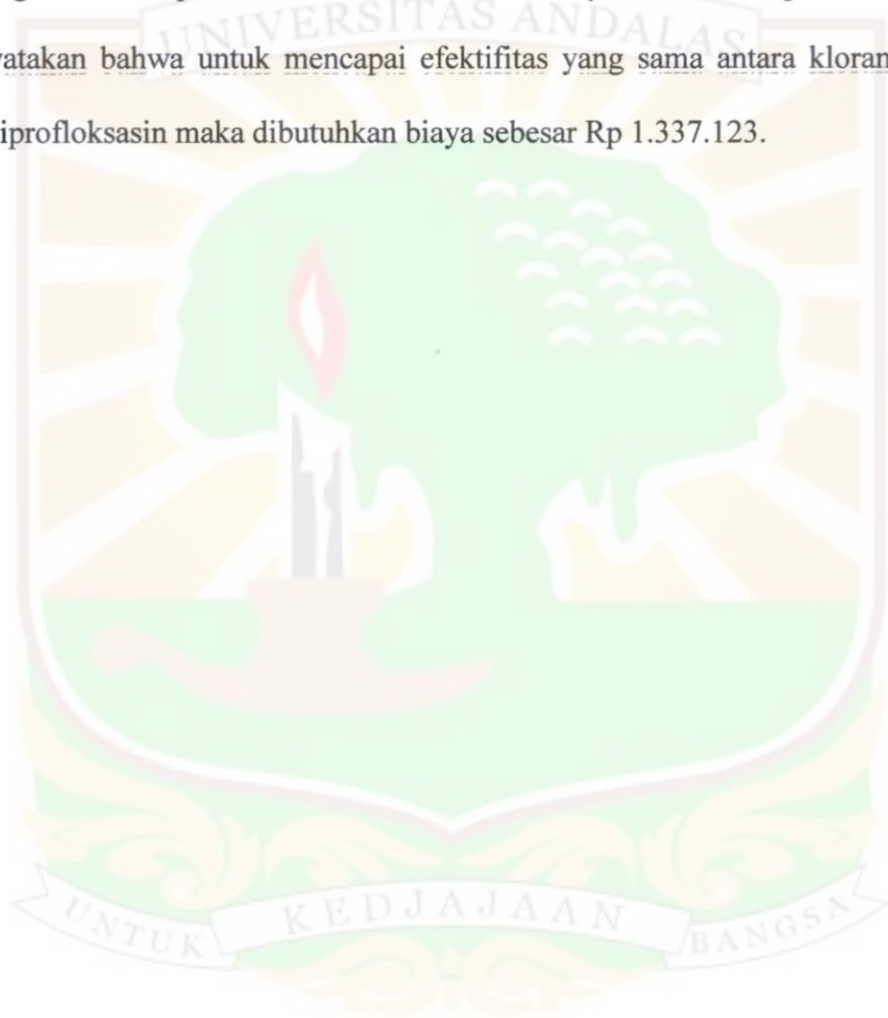 UNIVERSITAS ANDALAS
yatakan bahwa untuk mencapai efektifitas yang sama antara kloran
iprofloksasin maka dibutuhkan biaya sebesar Rp 1.337.123.
UNTUK KEDJAJAAN BANGSA